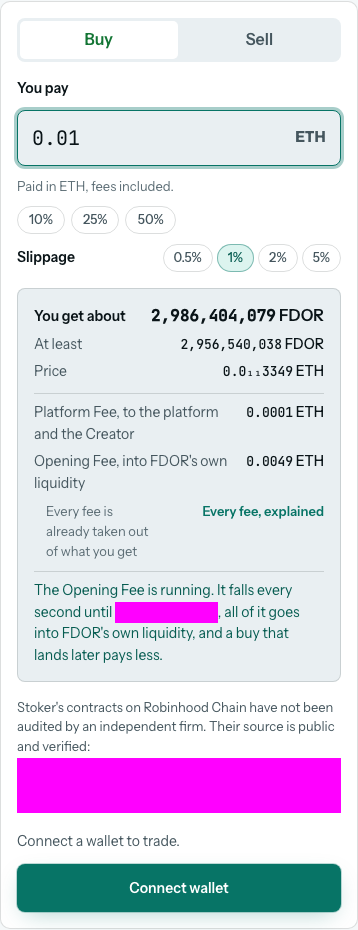 Buy Sell
You pay
0.01 ETH
Paid in ETH, fees included.
10% 25% 50%
Slippage 0.5% 1% 2% 5%
You get about 2,986,404,079 FDOR
At least 2,956,540,038 FDOR
Price 0.0₁₁3349 ETH
Platform Fee, to the platform 0.0001 ETH
and the Creator
Opening Fee, into FDOR's own 0.0049 ETH
liquidity
Every fee is Every fee, explained
already taken out
of what you get
The Opening Fee is running. It falls every
second until , all of it goes
into FDOR's own liquidity, and a buy that
lands later pays less.
Stoker's contracts on Robinhood Chain have not been
audited by an independent firm. Their source is public
and verified:
Connect a wallet to trade.
Connect wallet